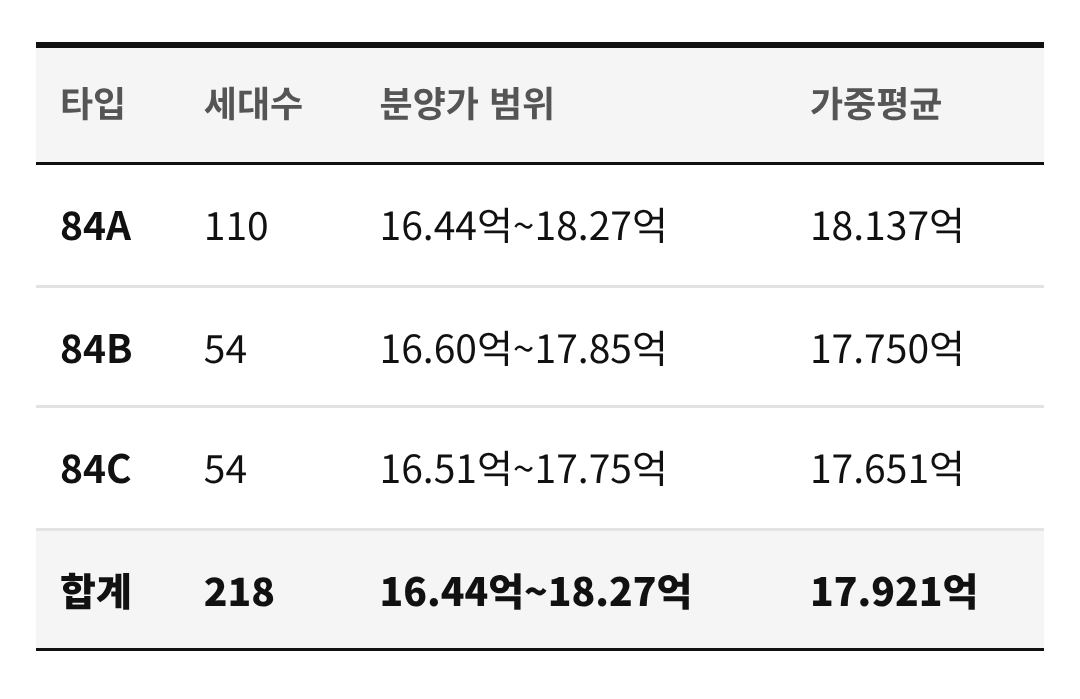 타입 세대수 분양가 범위 가중평균
84A 110 16.44억~18.27억 18.137억
84B 54 16.60억~17.85억 17.750억
84C 54 16.51억~17.75억 17.651억
합계 218 16.44억~18.27억 17.921억